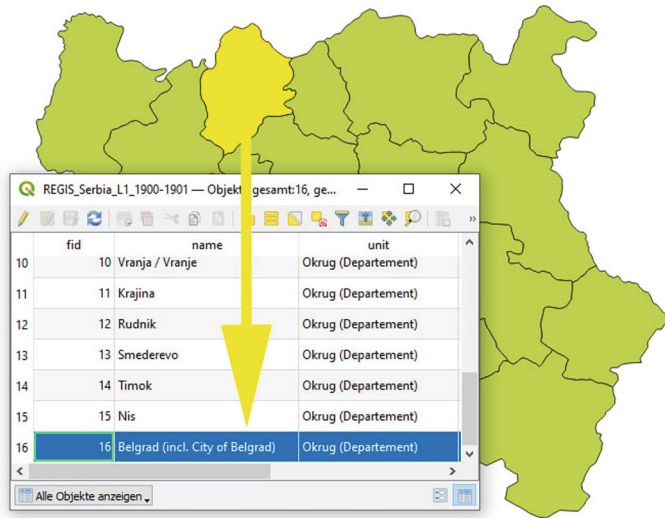 REGIS_Serbia_L1_1900-1901 — Objekte gesamt:16, ge...
fid name unit
10 10 Vranja / Vranje Okrug (Departement)
11 11 Krajina Okrug (Departement)
12 12 Rudnik Okrug (Departement)
13 13 Smederevo Okrug (Departement)
14 14 Timok Okrug (Departement)
15 15 Nis Okrug (Departement)
16 16 Belgrad (incl. City of Belgrad) Okrug (Departement)
Alle Objekte anzeigen